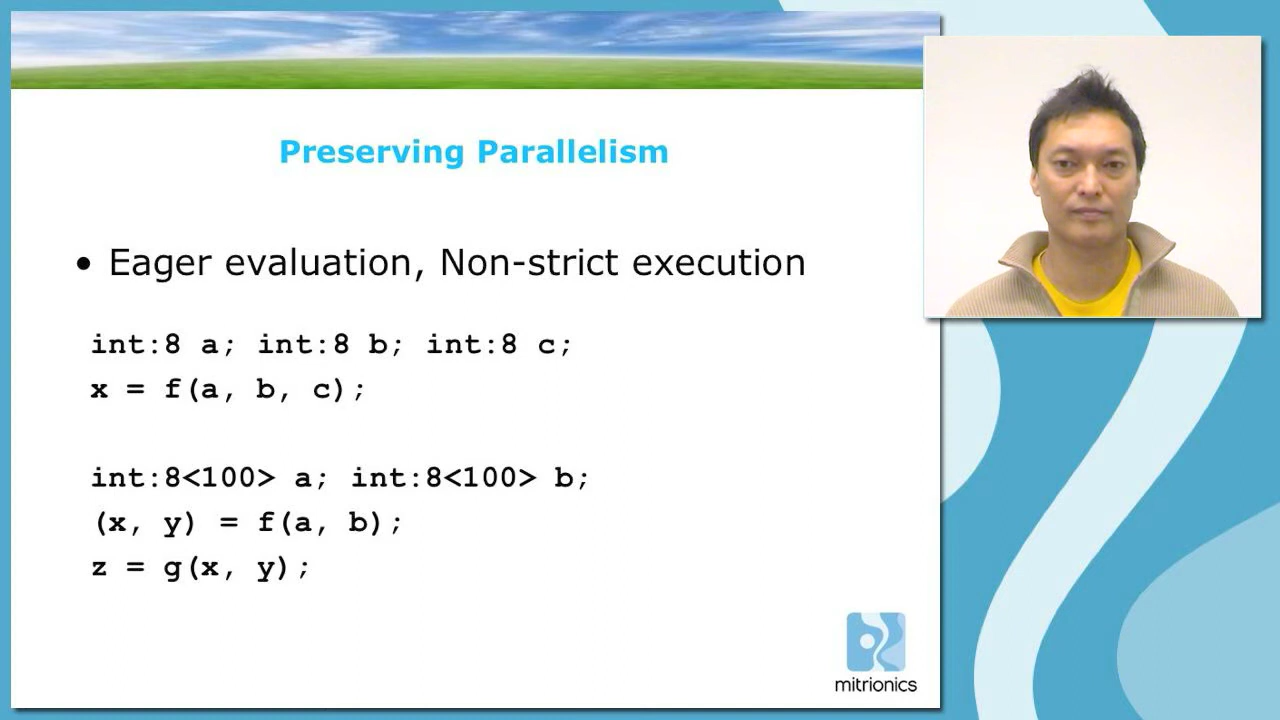 Preserving Parallelism
• Eager evaluation, Non-strict execution
int:8 a; int:8 b; int:8 c;
x = f(a, b, c);
int:8<100> a; int:8<100> b;
(x, y) = f(a, b);
z = g(x, y);
mitrionics